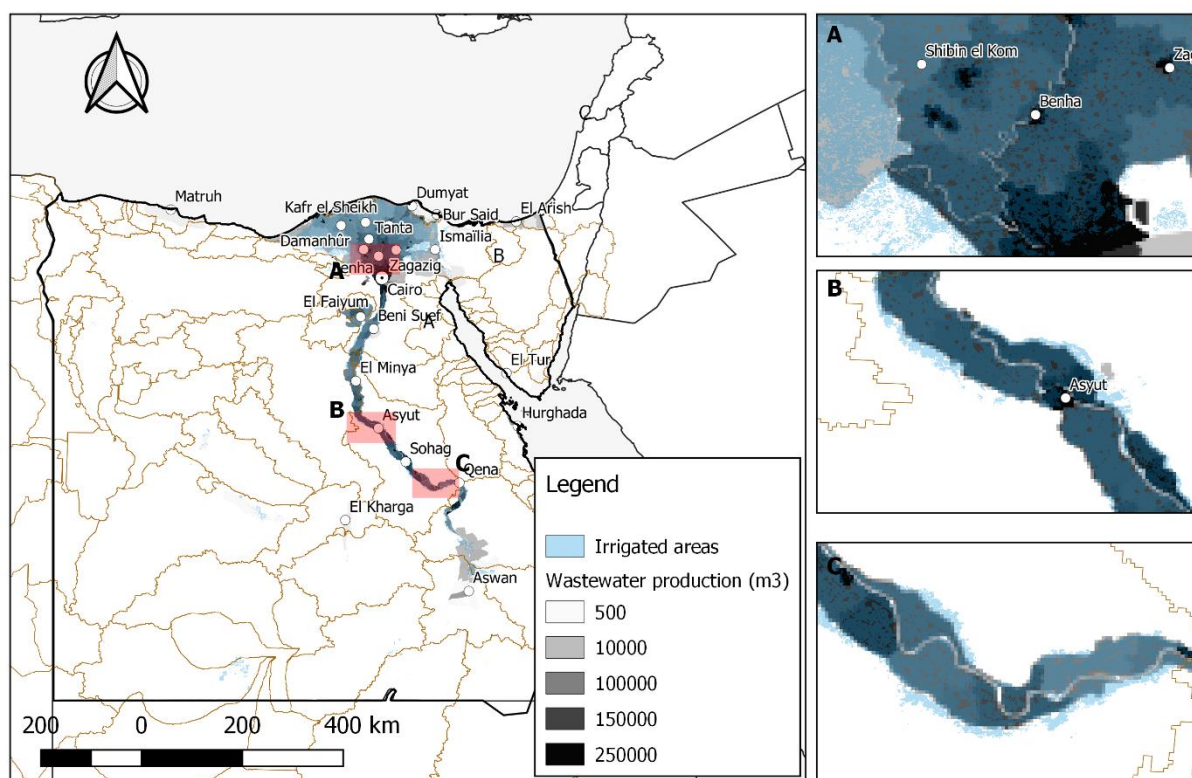 Matruh
Dumyat
Kafr el Sheikh
Bur Said
El Arish
Tanta
Damanhûr
Ismaïlia
B
A
Benha
Zagazig
Cairo
El Faiyum
Beni Suef
A
El Minya
El Tur
B
Asyut
Hurghada
Sohag
C
Qena
El Kharga
Aswan
200 0 200 400 km
Legend
Irrigated areas
Wastewater production (m3)
500
10000
100000
150000
250000
A
Shibin el Kom
Zag
Benha
B
Asyut
C